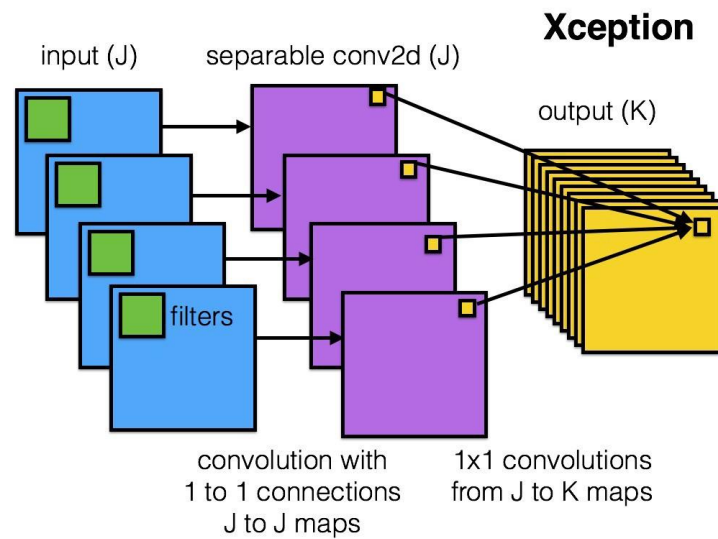 Xception
input (J)
separable conv2d (J)
output (K)
filters
convolution with
1 to 1 connections
J to J maps
1x1 convolutions
from J to K maps